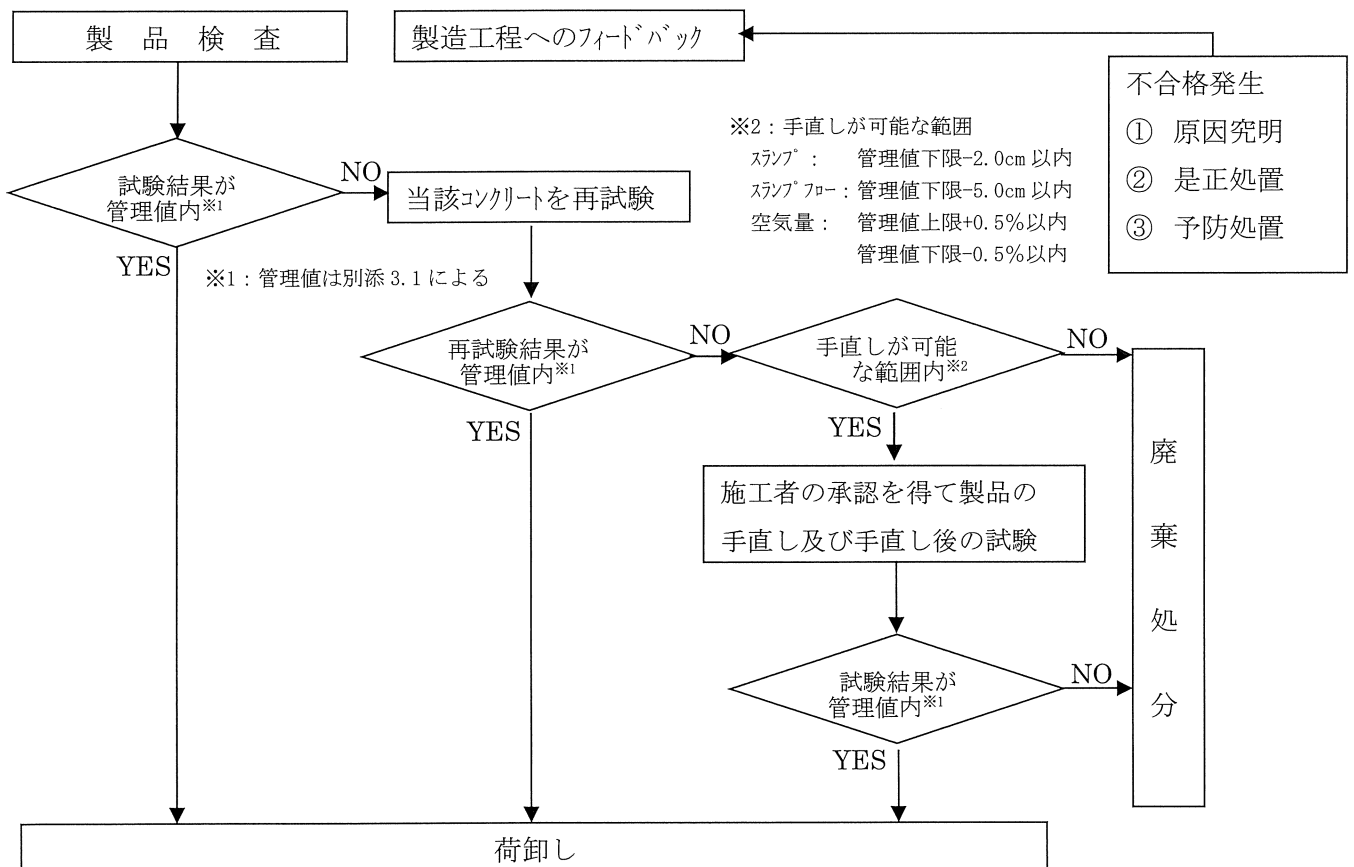 製品検査
製造工程へのフィードバック
不合格発生
① 原因究明
② 是正処置
③ 予防処置
※2：手直しが可能な範囲
スランプ： 管理値下限-2.0cm 以内
スランプフロー：管理値下限-5.0cm 以内
空気量： 管理値上限+0.5%以内
管理値下限-0.5%以内
試験結果が
管理値内※1
NO
当該コンクリートを再試験
YES
※1：管理値は別添 3.1 による
再試験結果が
管理値内※1
NO
手直しが可能
な範囲内※2
NO
YES
YES
廃棄処分
施工者の承認を得て製品の
手直し及び手直し後の試験
試験結果が
管理値内※1
NO
YES
荷卸し